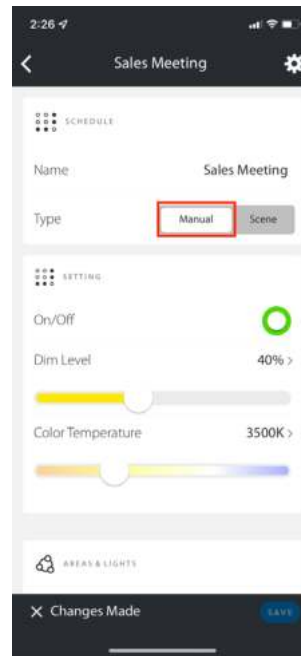 2:26
Sales Meeting
SCHEDULE
Name Sales Meeting
Type Manual Scene
SETTING
On/Off
Dim Level 40% >
Color Temperature 3500K >
AREAS & LIGHTS
Changes Made SAVE